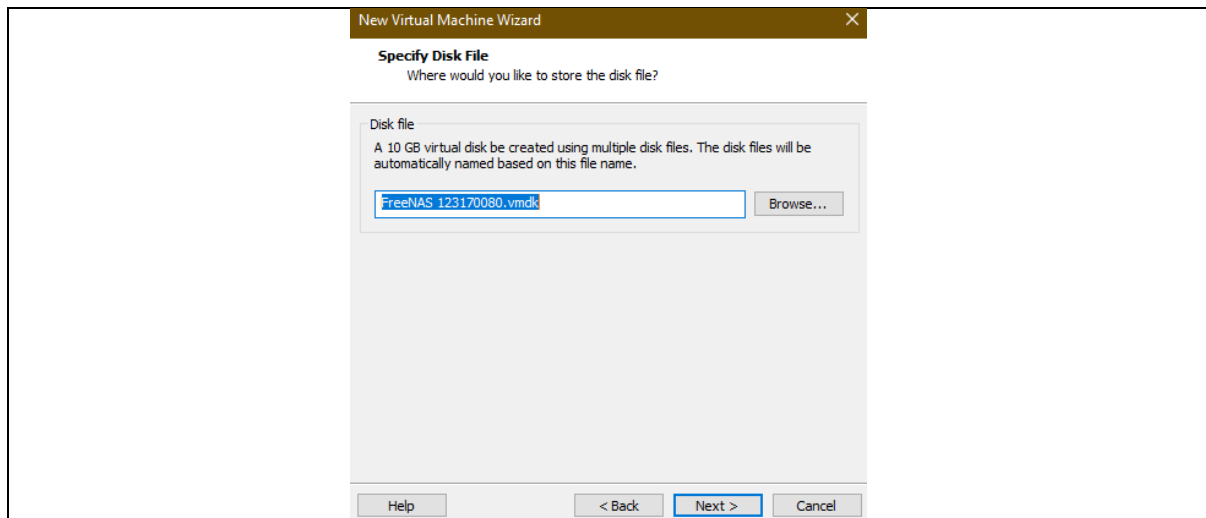 New Virtual Machine Wizard
Specify Disk File
Where would you like to store the disk file?
Disk file
A 10 GB virtual disk be created using multiple disk files. The disk files will be
automatically named based on this file name.
FreeNAS 123170080.vmdk
Browse...
Help
< Back
Next >
Cancel